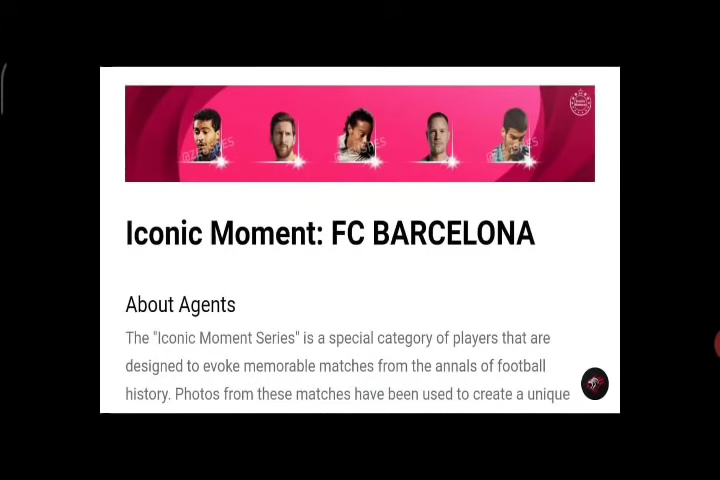 Iconic Moment: FC BARCELONA
About Agents
The "Iconic Moment Series" is a special category of players that are
designed to evoke memorable matches from the annals of football
history. Photos from these matches have been used to create a unique